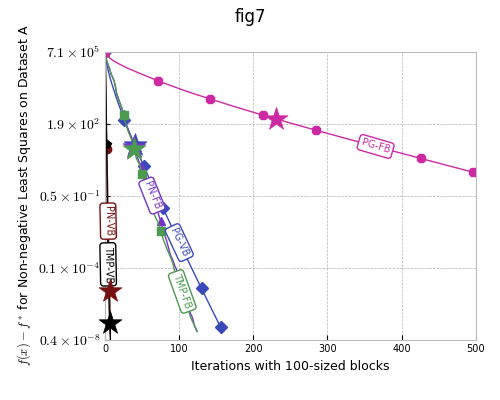 fig7
f(x) − f* for Non-negative Least Squares on Dataset A
7.1 × 10⁵
1.9 × 10²
0.5 × 10⁻¹
0.1 × 10⁻⁴
0.4 × 10⁻⁸
PG-FB
PN-FB
PG-VB
PN-VB
TMP-VB
TMP-FB
0 100 200 300 400 500
Iterations with 100-sized blocks